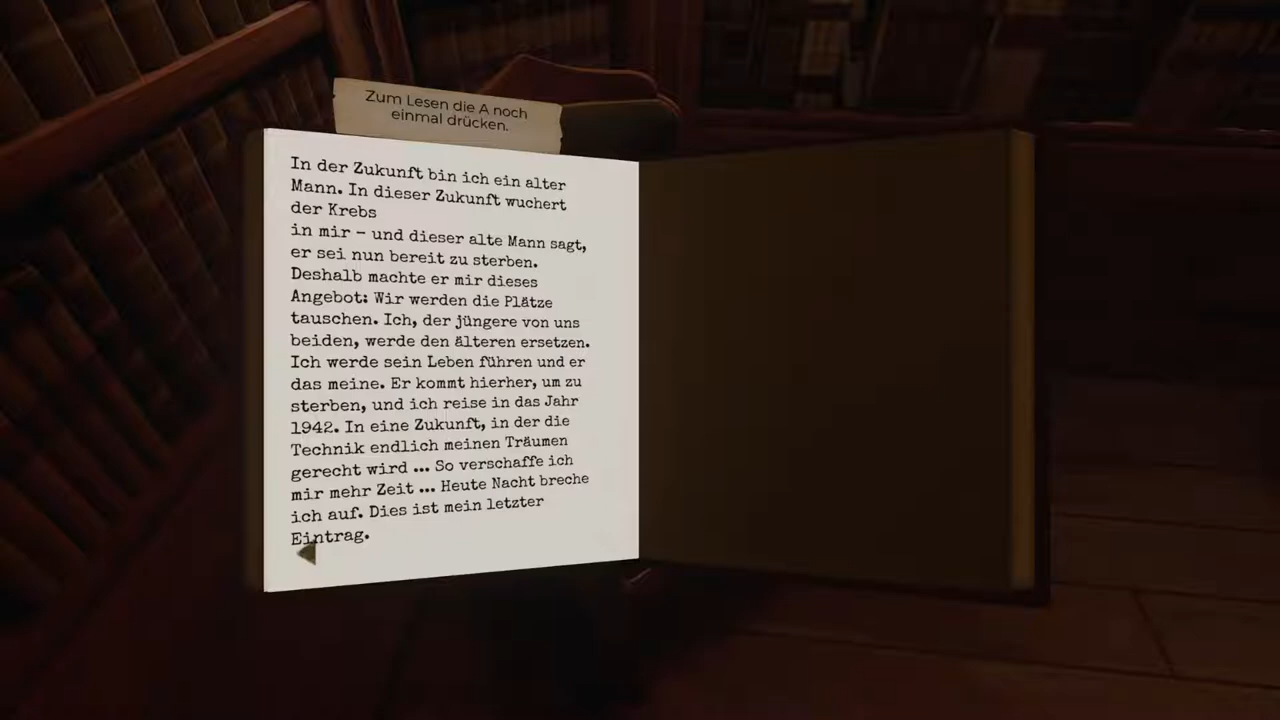 Zum Lesen die A noch
einmal drücken.
In der Zukunft bin ich ein alter
Mann. In dieser Zukunft wuchert
der Krebs
in mir – und dieser alte Mann sagt,
er sei nun bereit zu sterben.
Deshalb machte er mir dieses
Angebot: Wir werden die Plätze
tauschen. Ich, der jüngere von uns
beiden, werde den älteren ersetzen.
Ich werde sein Leben führen und er
das meine. Er kommt hierher, um zu
sterben, und ich reise in das Jahr
1942. In eine Zukunft, in der die
Technik endlich meinen Träumen
gerecht wird ... So verschaffe ich
mir mehr Zeit ... Heute Nacht breche
ich auf. Dies ist mein letzter
Eintrag.